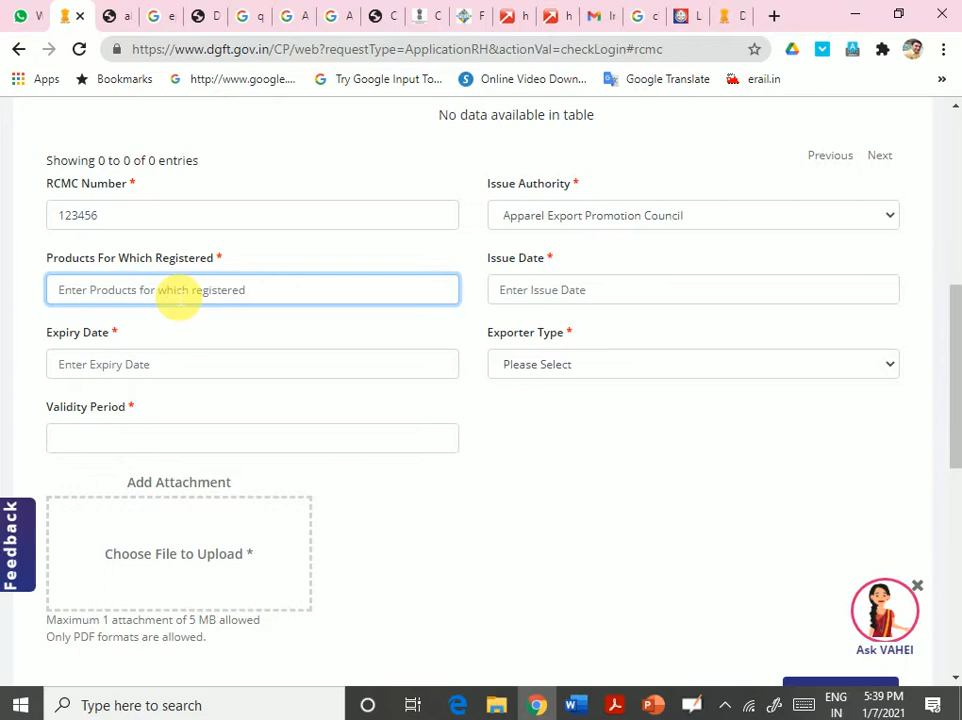 W
al
e
D
q
A
A
C
C
F
h
h
Ir
c
L
D
https://www.dgft.gov.in/CP/web?requestType=ApplicationRH&actionVal=checkLogin#rcmc
Apps
Bookmarks
http://www.google....
Try Google Input To...
Online Video Down...
Google Translate
erail.in
»
No data available in table
Showing 0 to 0 of 0 entries
Previous
Next
RCMC Number *
Issue Authority *
123456
Apparel Export Promotion Council
Products For Which Registered *
Issue Date *
Enter Products for which registered
Enter Issue Date
Expiry Date *
Exporter Type *
Enter Expiry Date
Please Select
Validity Period *
Add Attachment
Choose File to Upload *
Maximum 1 attachment of 5 MB allowed
Only PDF formats are allowed.
Feedback
Ask VAHEI
Type here to search
ENG
IN
5:39 PM
1/7/2021